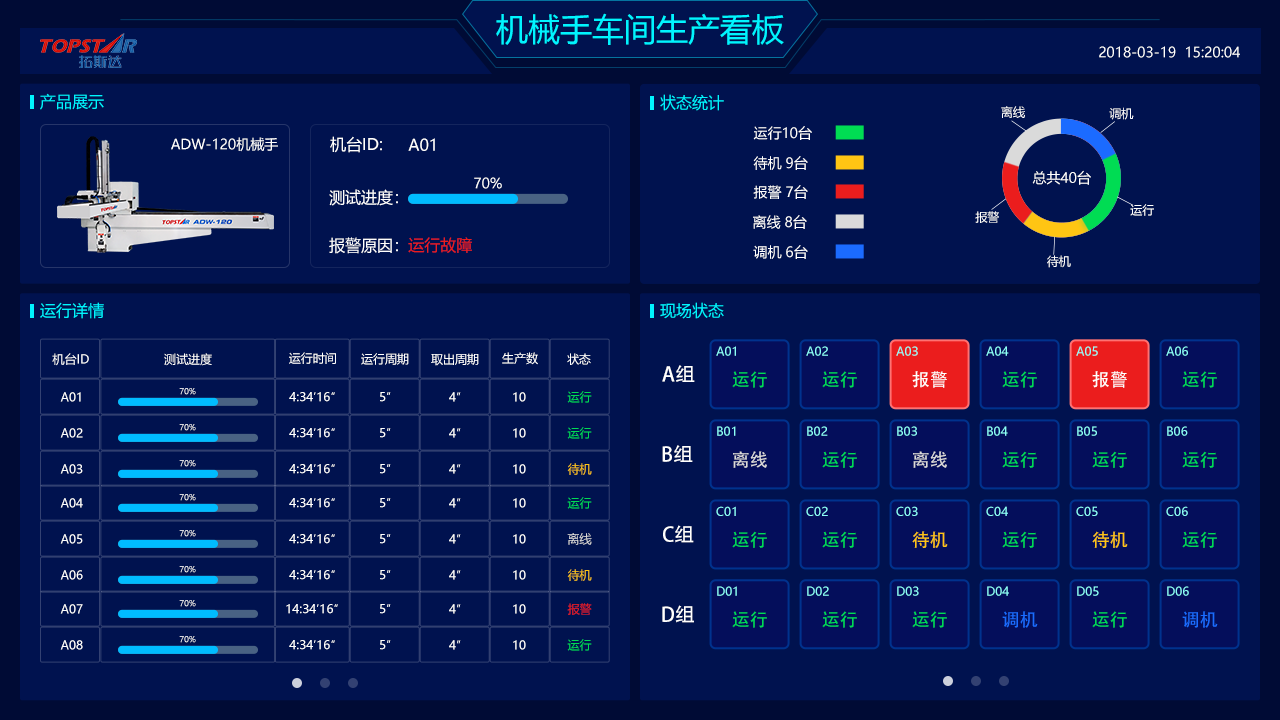 机械手车间生产看板
TOPSTAR
拓斯达
2018-03-19 15:20:04
产品展示
ADW-120机械手
TOPSTAR ADW-120
机台ID: A01
测试进度: 70%
报警原因: 运行故障
状态统计
运行10台
待机 9台
报警 7台
离线 8台
调机 6台
离线
调机
总共40台
报警
运行
待机
运行详情
机台ID 测试进度 运行时间 运行周期 取出周期 生产数 状态
A01 70% 4:34′16″ 5″ 4″ 10 运行
A02 70% 4:34′16″ 5″ 4″ 10 运行
A03 70% 4:34′16″ 5″ 4″ 10 待机
A04 70% 4:34′16″ 5″ 4″ 10 运行
A05 70% 4:34′16″ 5″ 4″ 10 离线
A06 70% 4:34′16″ 5″ 4″ 10 待机
A07 70% 14:34′16″ 5″ 4″ 10 报警
A08 70% 4:34′16″ 5″ 4″ 10 运行
现场状态
A01 A02 A03 A04 A05 A06
A组 运行 运行 报警 运行 报警 运行
B01 B02 B03 B04 B05 B06
B组 离线 运行 离线 运行 运行 运行
C01 C02 C03 C04 C05 C06
C组 运行 运行 待机 运行 待机 运行
D01 D02 D03 D04 D05 D06
D组 运行 运行 运行 调机 运行 调机